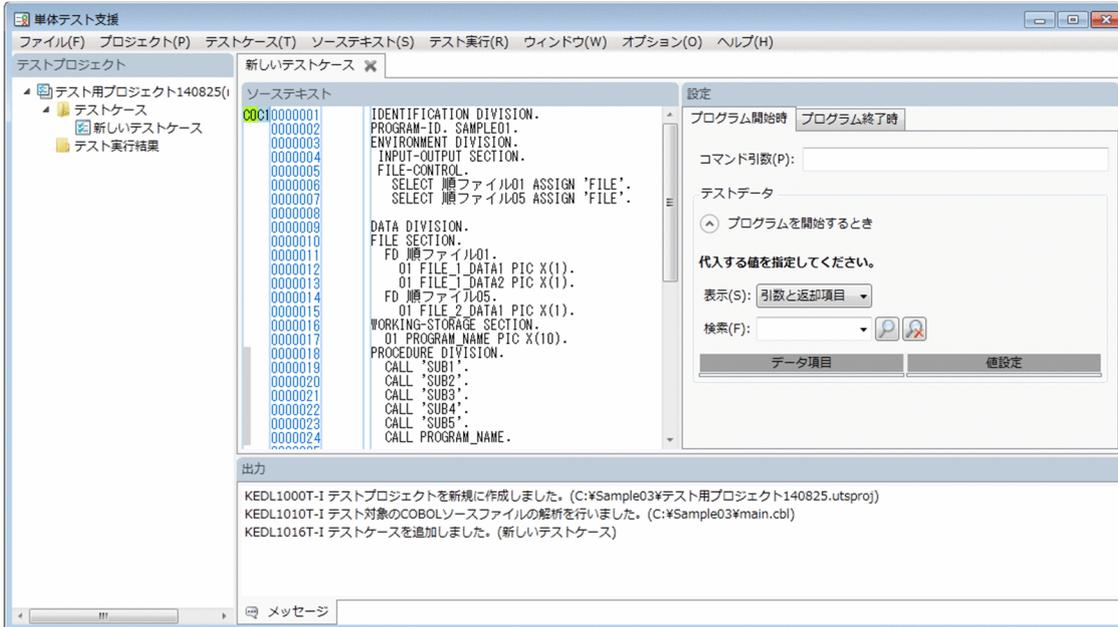 単体テスト支援
ファイル(F) プロジェクト(P) テストケース(T) ソーステキスト(S) テスト実行(R) ウィンドウ(W) オプション(O) ヘルプ(H)
テストプロジェクト
テスト用プロジェクト140825(
テストケース
新しいテストケース
テスト実行結果
新しいテストケース
ソーステキスト
COC1 0000001 IDENTIFICATION DIVISION.
0000002 PROGRAM-ID. SAMPLE01.
0000003 ENVIRONMENT DIVISION.
0000004 INPUT-OUTPUT SECTION.
0000005 FILE-CONTROL.
0000006 SELECT 順ファイル01 ASSIGN 'FILE'.
0000007 SELECT 順ファイル05 ASSIGN 'FILE'.
0000008
0000009 DATA DIVISION.
0000010 FILE SECTION.
0000011 FD 順ファイル01.
0000012 01 FILE_1_DATA1 PIC X(1).
0000013 01 FILE_1_DATA2 PIC X(1).
0000014 FD 順ファイル05.
0000015 01 FILE_2_DATA1 PIC X(1).
0000016 WORKING-STORAGE SECTION.
0000017 01 PROGRAM_NAME PIC X(10).
0000018 PROCEDURE DIVISION.
0000019 CALL 'SUB1'.
0000020 CALL 'SUB2'.
0000021 CALL 'SUB3'.
0000022 CALL 'SUB4'.
0000023 CALL 'SUB5'.
0000024 CALL PROGRAM_NAME.
設定
プログラム開始時 プログラム終了時
コマンド引数(P):
テストデータ
プログラムを開始するとき
代入する値を指定してください。
表示(S): 引数と返却項目
検索(F):
データ項目 値設定
出力
KEDL1000T-I テストプロジェクトを新規に作成しました。(C:¥Sample03¥テスト用プロジェクト140825.utsproj)
KEDL1010T-I テスト対象のCOBOLソースファイルの解析を行いました。(C:¥Sample03¥main.cbl)
KEDL1016T-I テストケースを追加しました。(新しいテストケース)
メッセージ